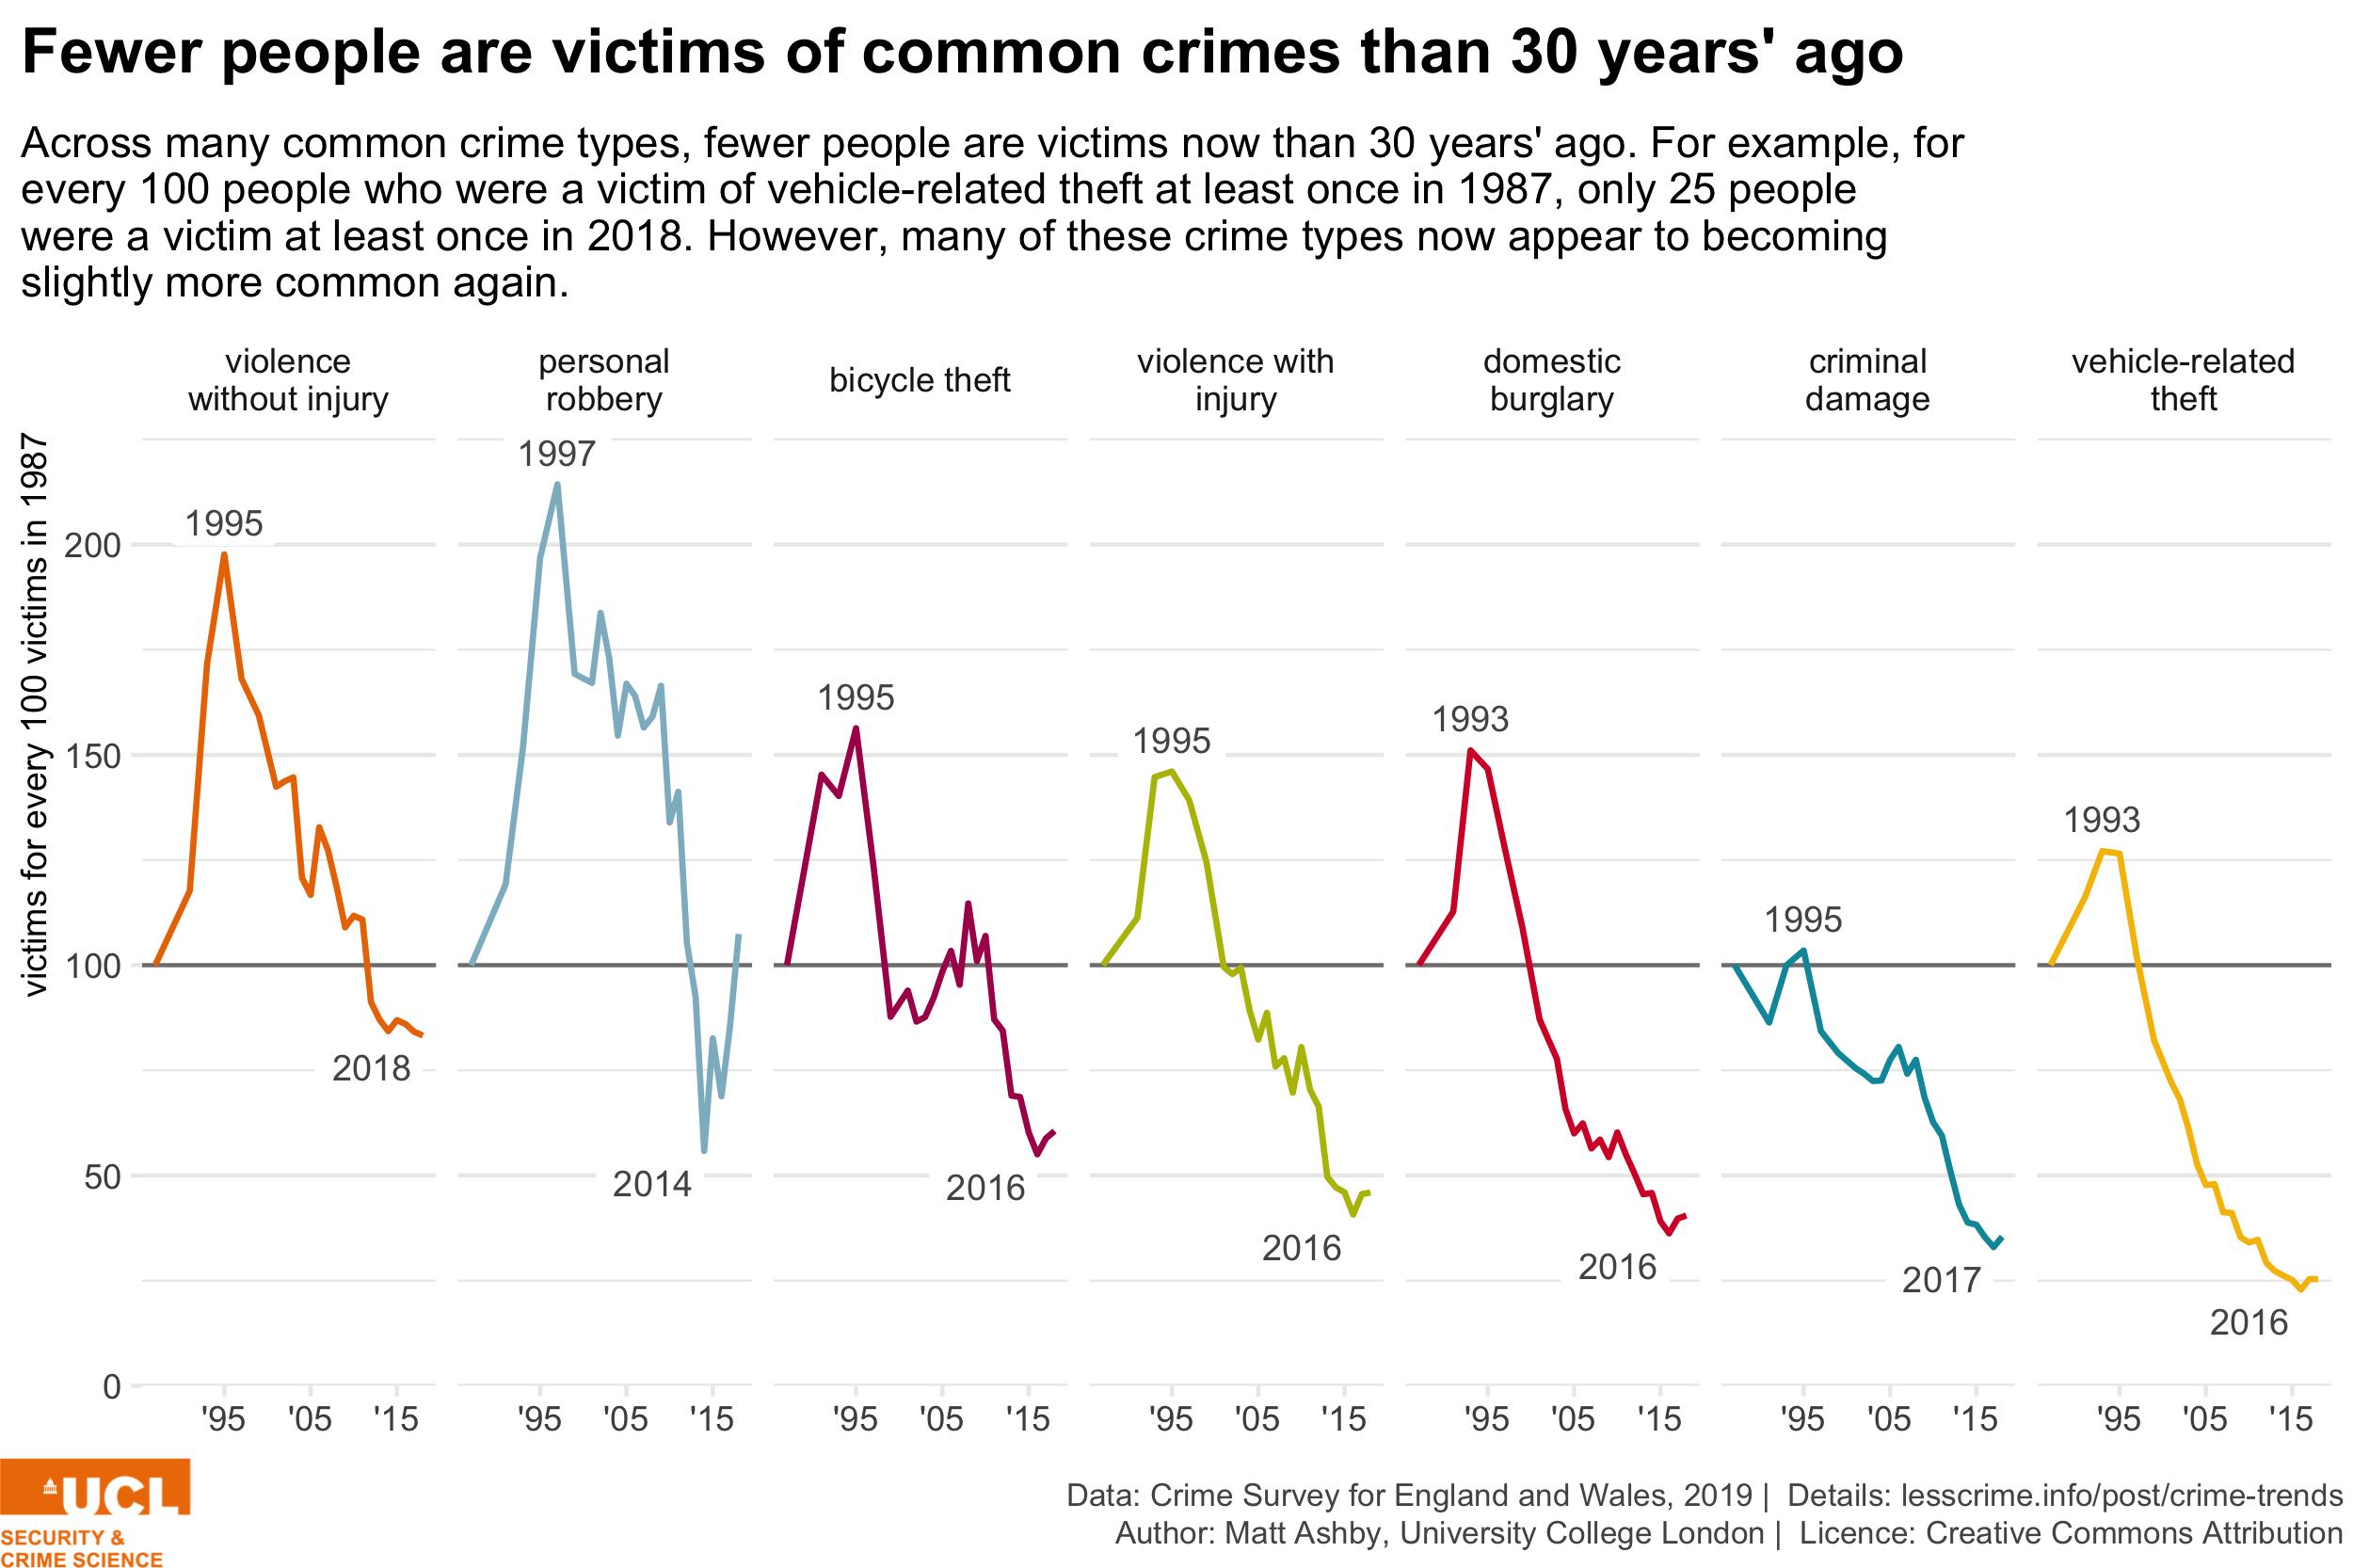 Fewer people are victims of common crimes than 30 years' ago
Across many common crime types, fewer people are victims now than 30 years' ago. For example, for
every 100 people who were a victim of vehicle-related theft at least once in 1987, only 25 people
were a victim at least once in 2018. However, many of these crime types now appear to becoming
slightly more common again.
violence
without injury
personal
robbery
bicycle theft
violence with
injury
domestic
burglary
criminal
damage
vehicle-related
theft
victims for every 100 victims in 1987
200
150
100
50
0
1995
2018
1997
2014
1995
2016
1995
2016
1993
2016
1995
2017
1993
2016
'95 '05 '15
'95 '05 '15
'95 '05 '15
'95 '05 '15
'95 '05 '15
'95 '05 '15
'95 '05 '15
UCL
SECURITY &
CRIME SCIENCE
Data: Crime Survey for England and Wales, 2019 | Details: lesscrime.info/post/crime-trends
Author: Matt Ashby, University College London | Licence: Creative Commons Attribution